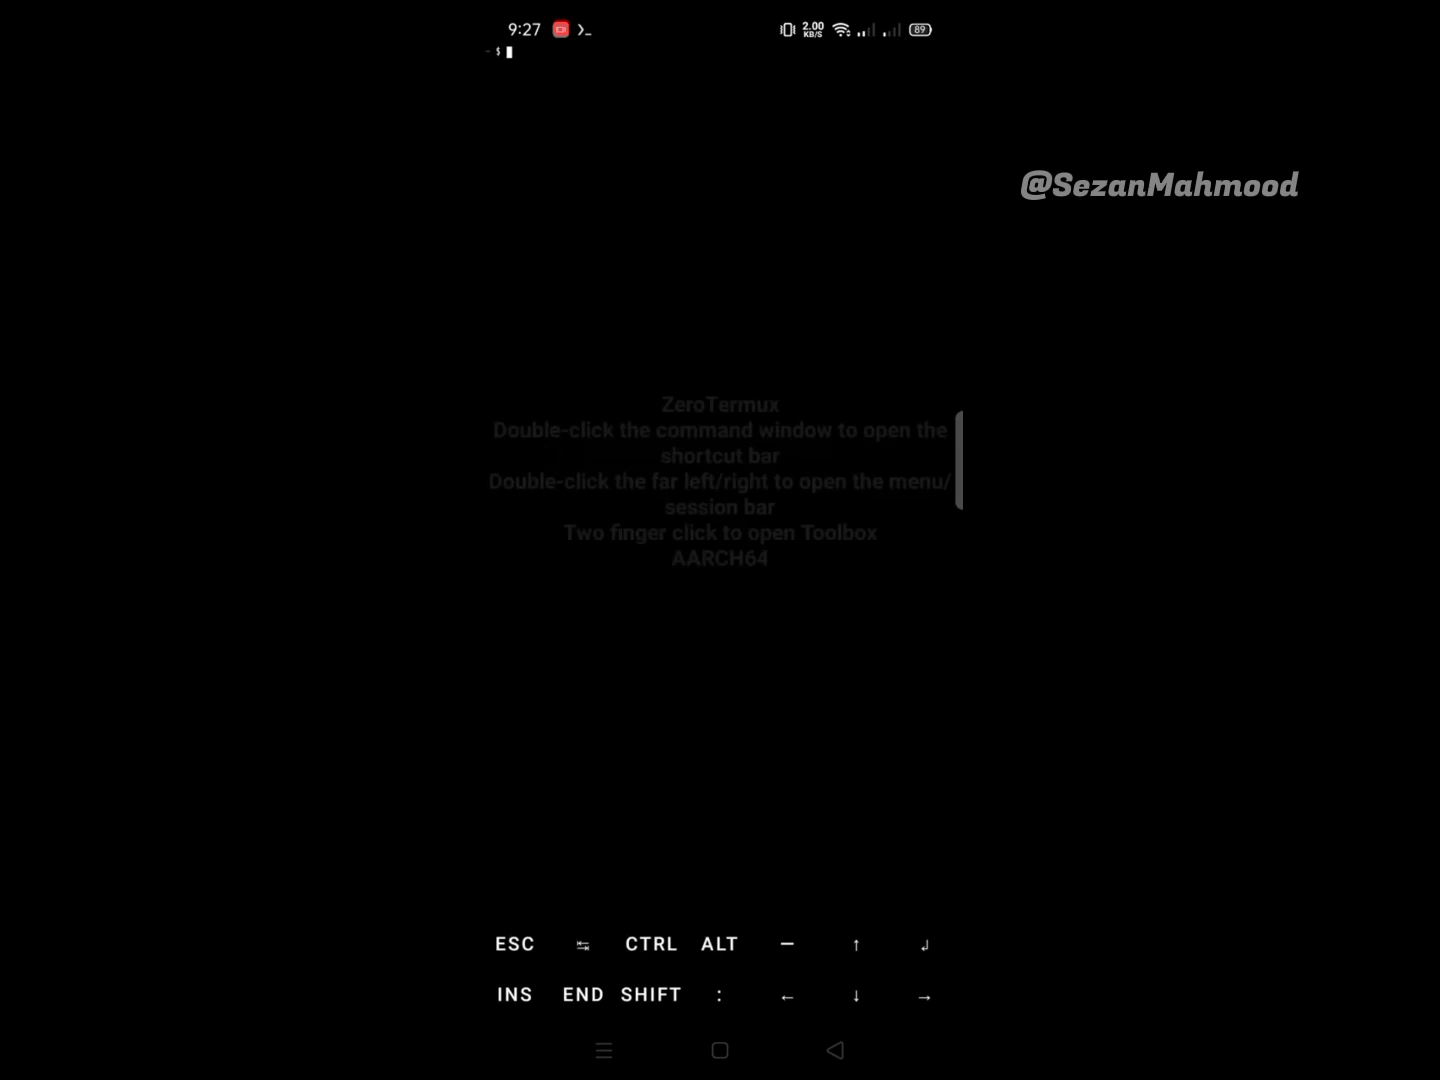 9:27 2.00 KB/S 89
~ $
@SezanMahmood
ZeroTermux
Double-click the command window to open the
shortcut bar
Double-click the far left/right to open the menu/
session bar
Two finger click to open Toolbox
AARCH64
ESC ↹ CTRL ALT — ↑ ↲
INS END SHIFT : ← ↓ →